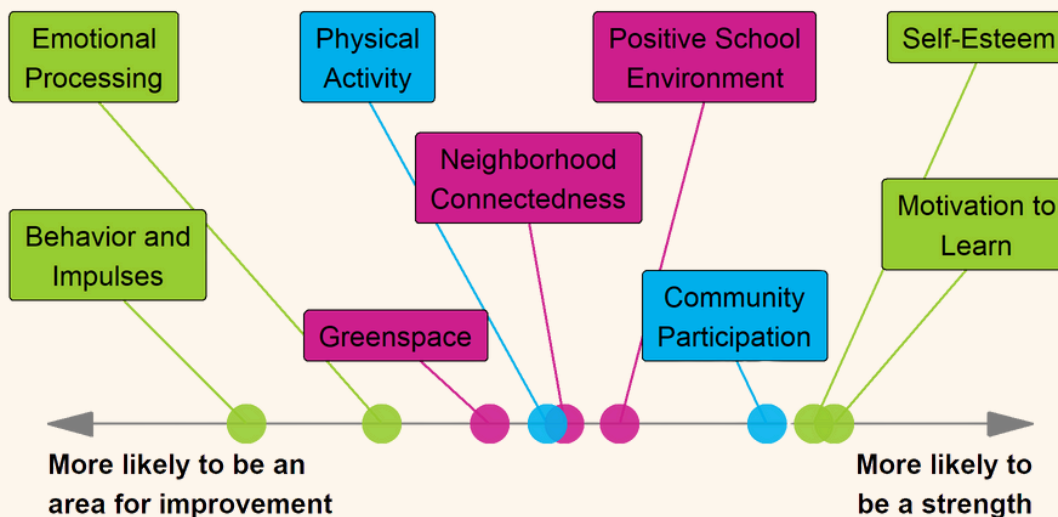 Emotional
Processing
Physical
Activity
Positive School
Environment
Self-Esteem
Neighborhood
Connectedness
Motivation to
Learn
Behavior and
Impulses
Community
Participation
Greenspace
More likely to be an
area for improvement
More likely to
be a strength